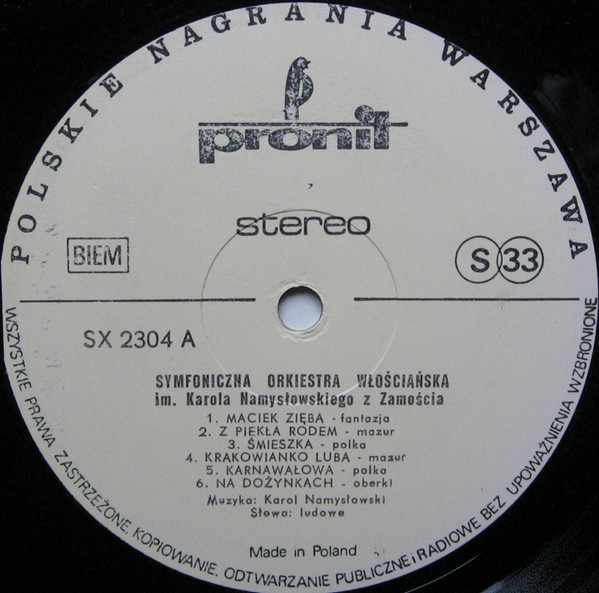 POLSKIE NAGRANIA WARSZAWA
pronit
stereo
BIEM
S 33
SX 2304 A
SYMFONICZNA ORKIESTRA WŁOŚCIAŃSKA
im. Karola Namysłowskiego z Zamościa
1. MACIEK ZIĘBA - fantazja
2. Z PIEKŁA RODEM - mazur
3. ŚMIESZKA - polka
4. KRAKOWIANKO LUBA - mazur
5. KARNAWAŁOWA - polka
6. NA DOŻYNKACH - oberki
Muzyka: Karol Namysłowski
Słowa: ludowe
Made in Poland
WSZYSTKIE PRAWA ZASTRZEŻONE. KOPIOWANIE. ODTWARZANIE PUBLICZNE i RADIOWE BEZ UPOWAŻNIENIA WZBRONIONE